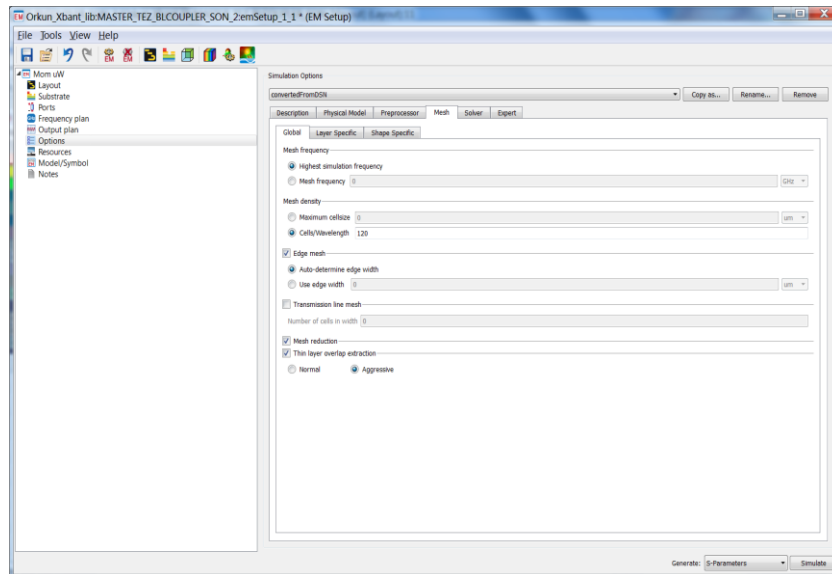 Orkun_Xbant_lib:MASTER_TEZ_BLCOUPLER_SON_2:emSetup_1_1 * (EM Setup)
File Tools View Help
EM EM
Mom uW
Layout
Substrate
Ports
Frequency plan
Output plan
Options
Resources
Model/Symbol
Notes
Simulation Options
convertedFromDSN Copy as... Rename... Remove
Description Physical Model Preprocessor Mesh Solver Expert
Global Layer Specific Shape Specific
Mesh frequency
Highest simulation frequency
Mesh frequency 0 GHz
Mesh density
Maximum cellsize 0 um
Cells/Wavelength 120
Edge mesh
Auto-determine edge width
Use edge width 0 um
Transmission line mesh
Number of cells in width 0
Mesh reduction
Thin layer overlap extraction
Normal Aggressive
Generate: S-Parameters Simulate